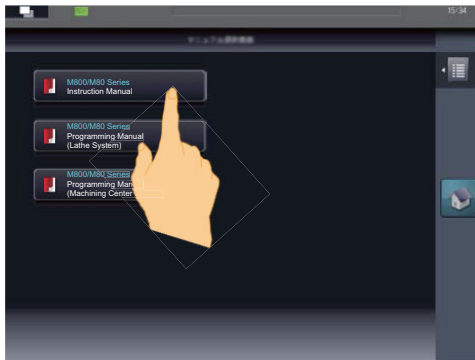 15:34
M800/M80 Series
Instruction Manual
M800/M80 Series
Programming Manual
(Lathe System)
M800/M80 Series
Programming
(Machining Center